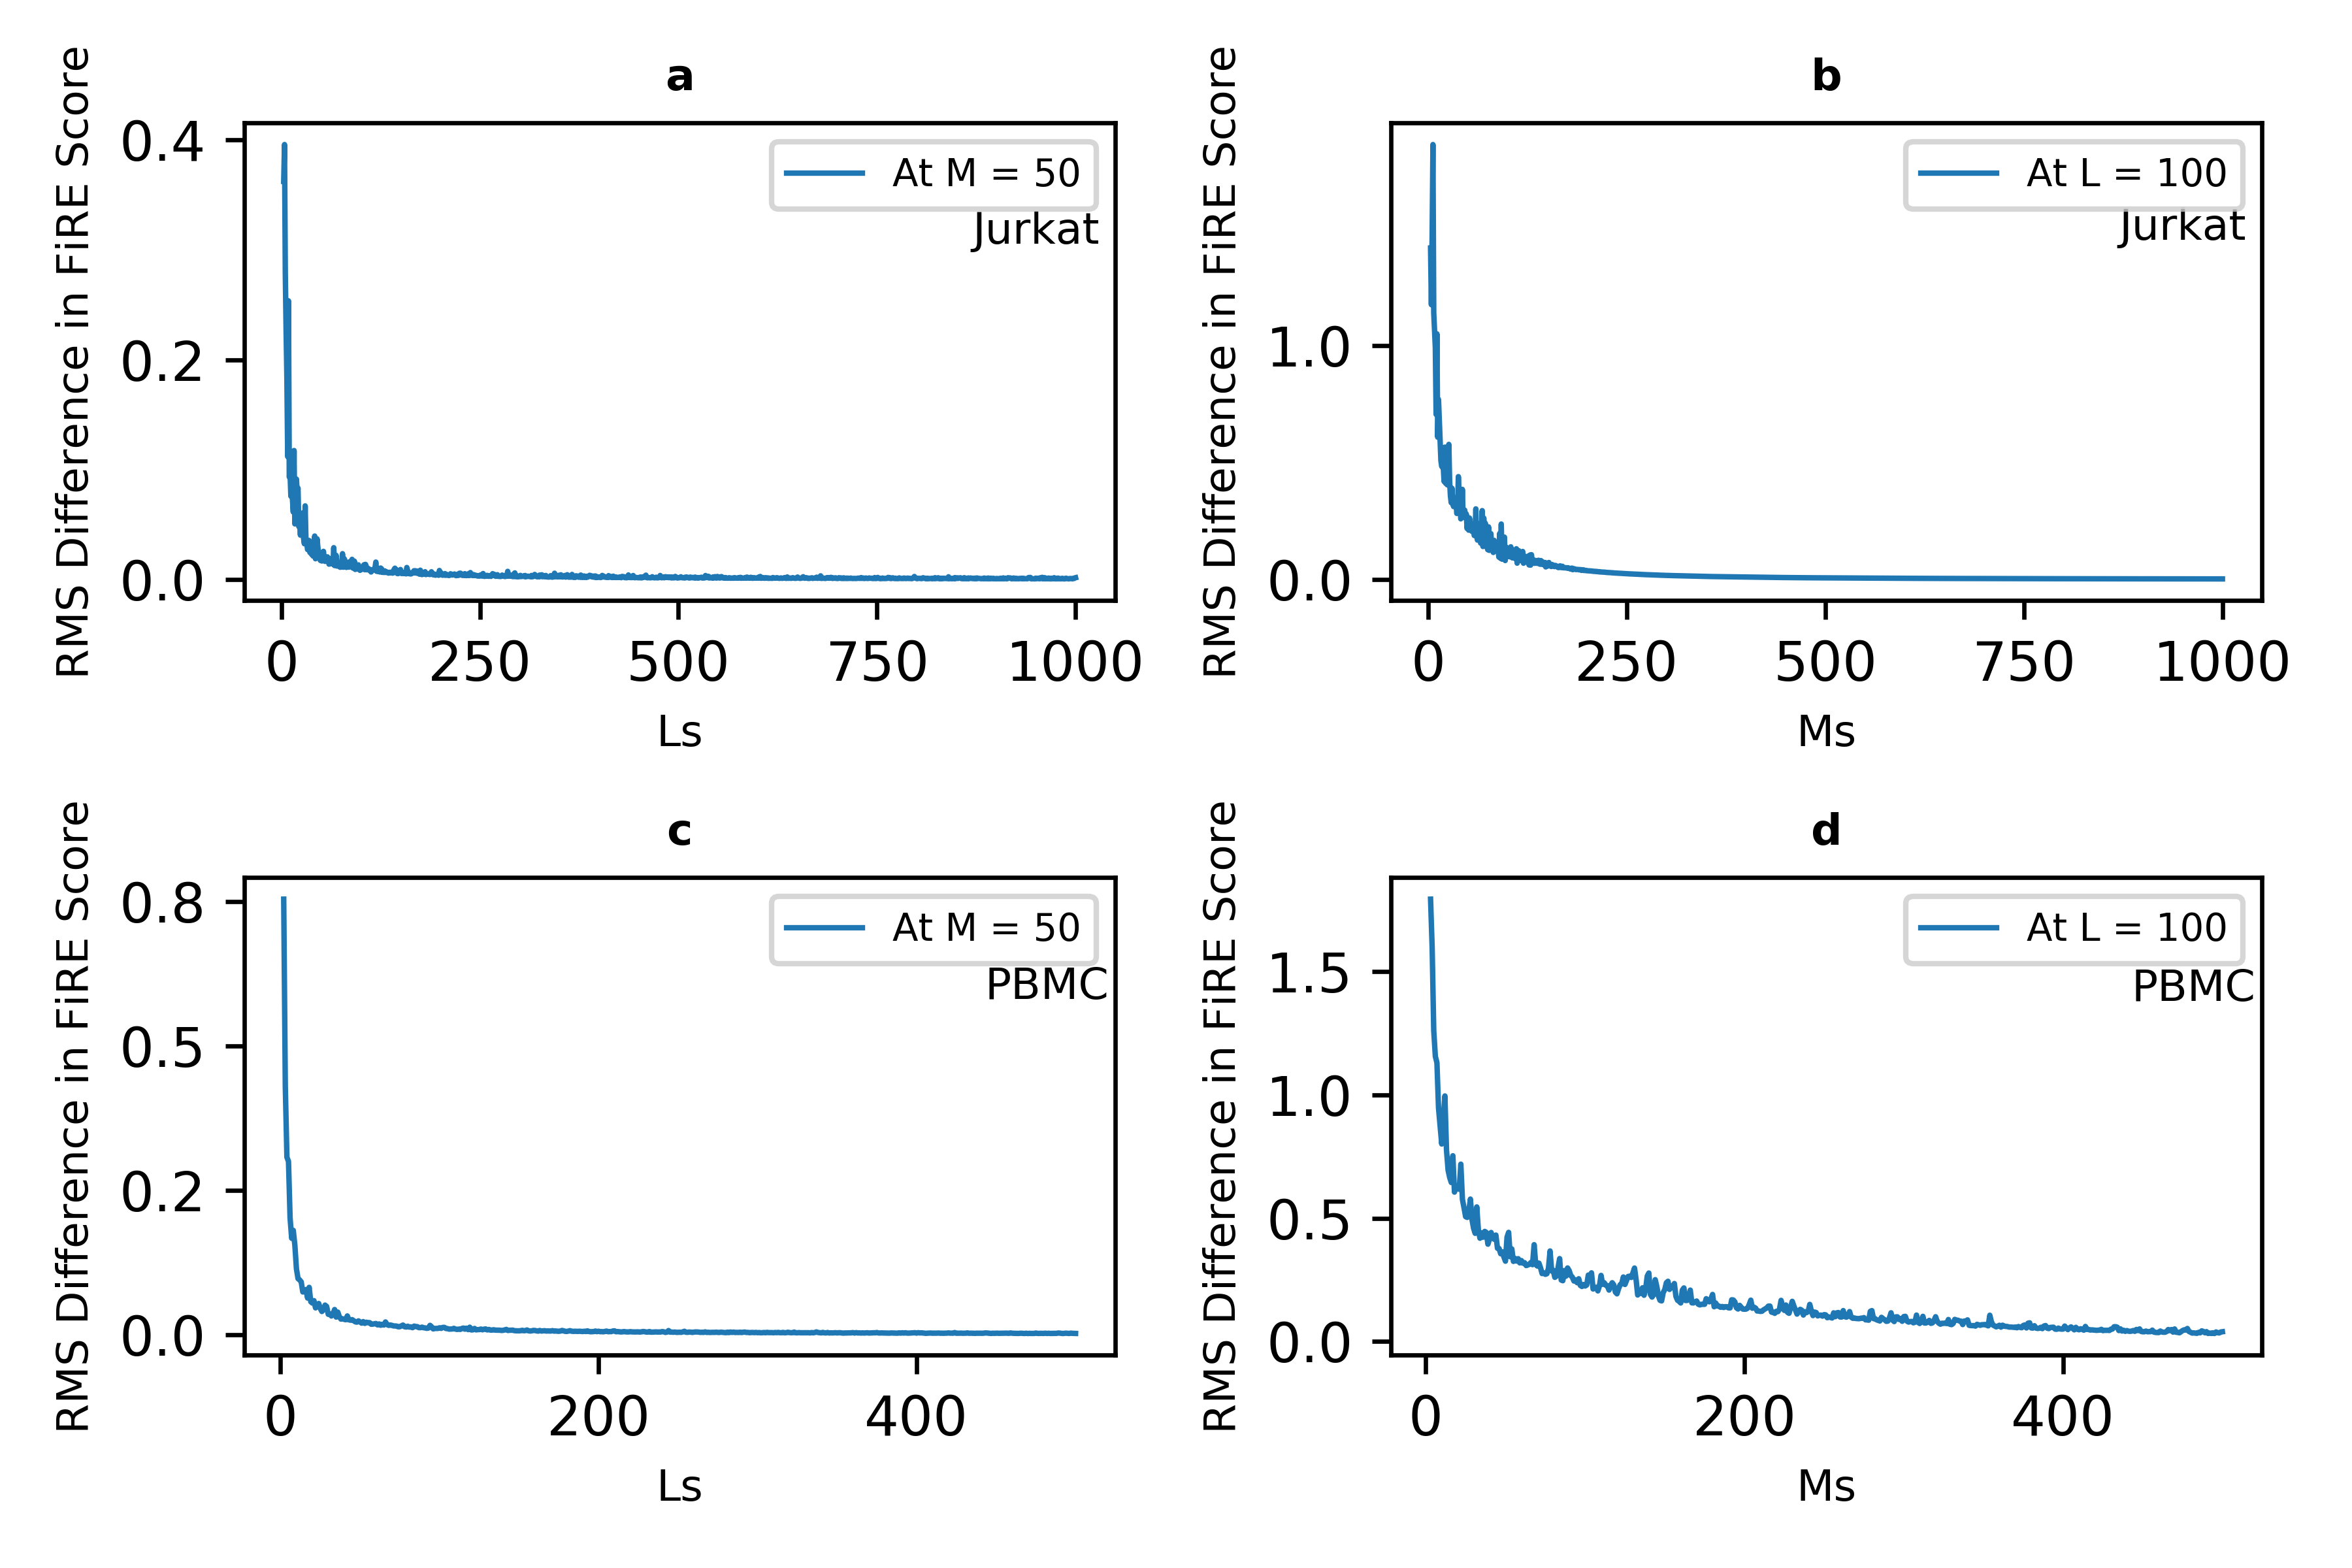 a
RMS Difference in FiRE Score
0.4
0.2
0.0
At M = 50
Jurkat
0 250 500 750 1000
Ls
b
RMS Difference in FiRE Score
1.0
0.0
At L = 100
Jurkat
0 250 500 750 1000
Ms
c
RMS Difference in FiRE Score
0.8
0.5
0.2
0.0
At M = 50
PBMC
0 200 400
Ls
d
RMS Difference in FiRE Score
1.5
1.0
0.5
0.0
At L = 100
PBMC
0 200 400
Ms